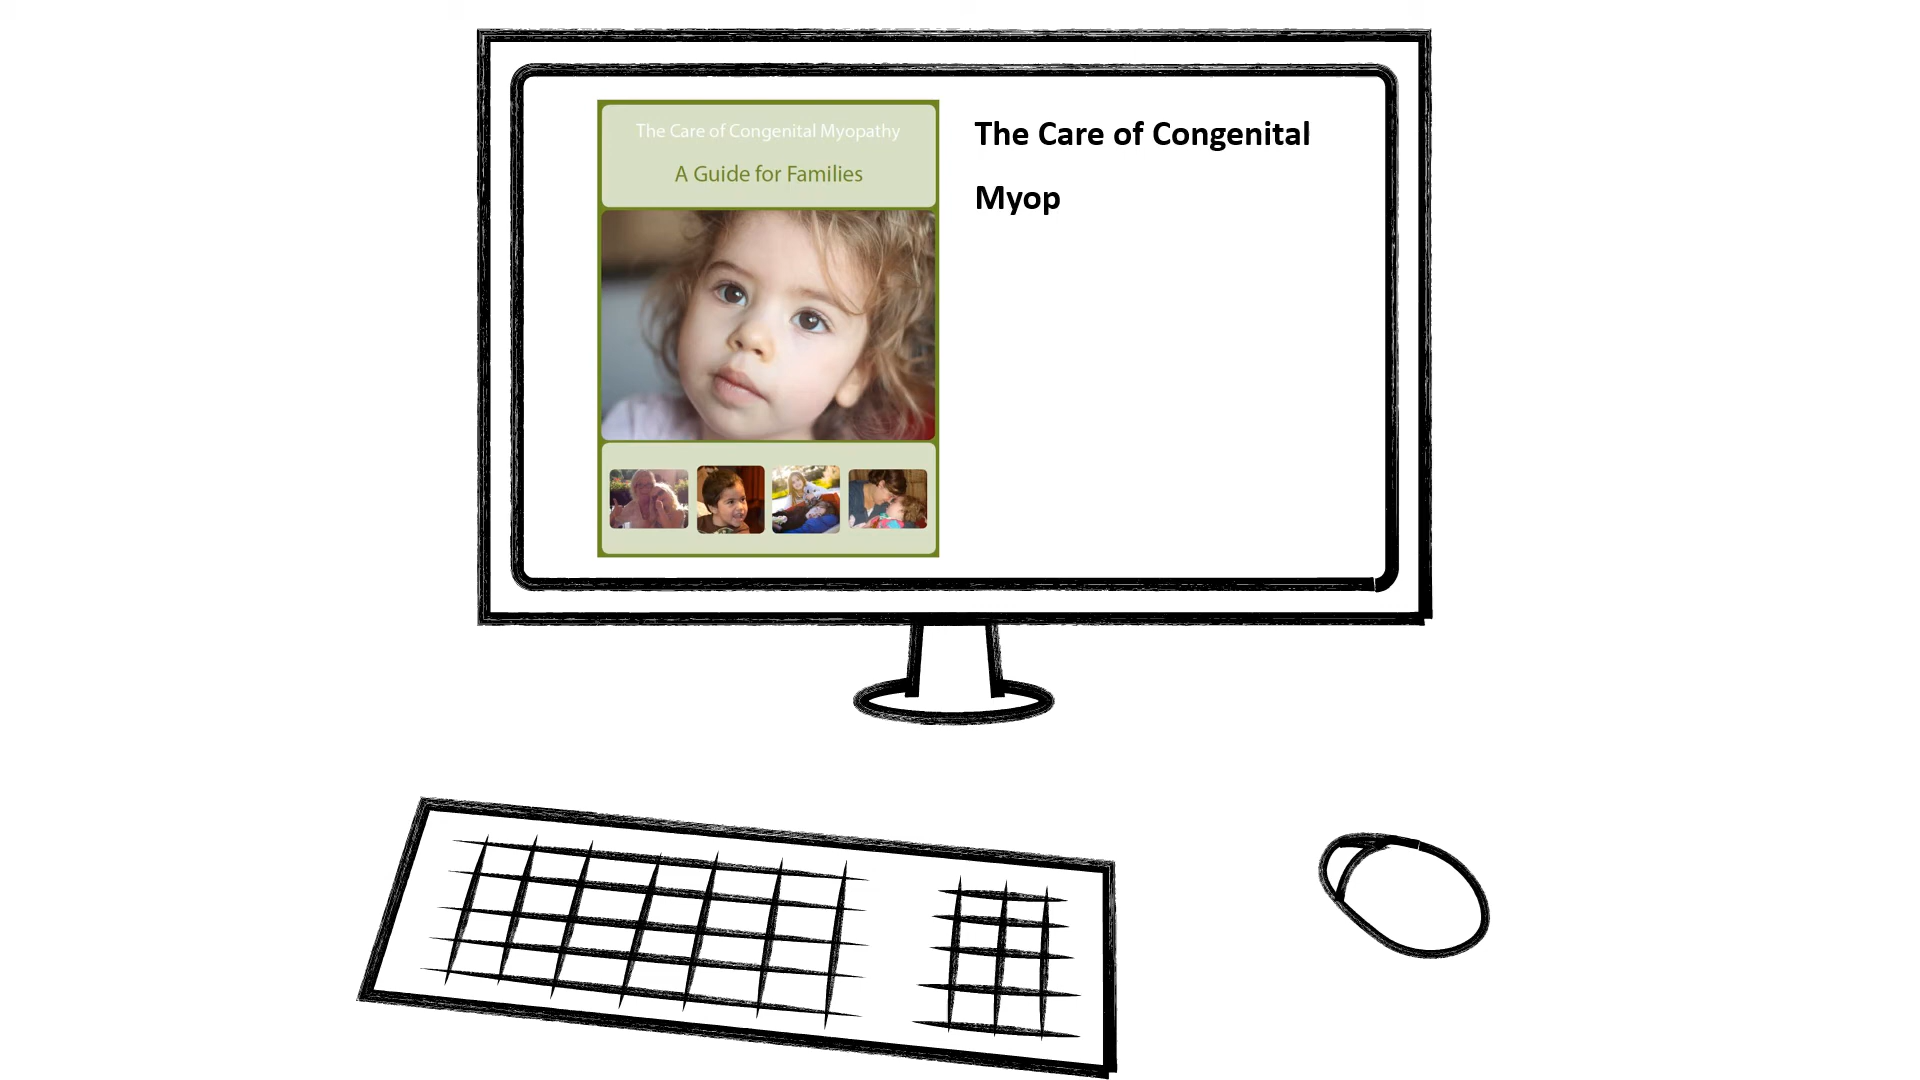 The Care of Congenital Myopathy
A Guide for Families
The Care of Congenital
Myop